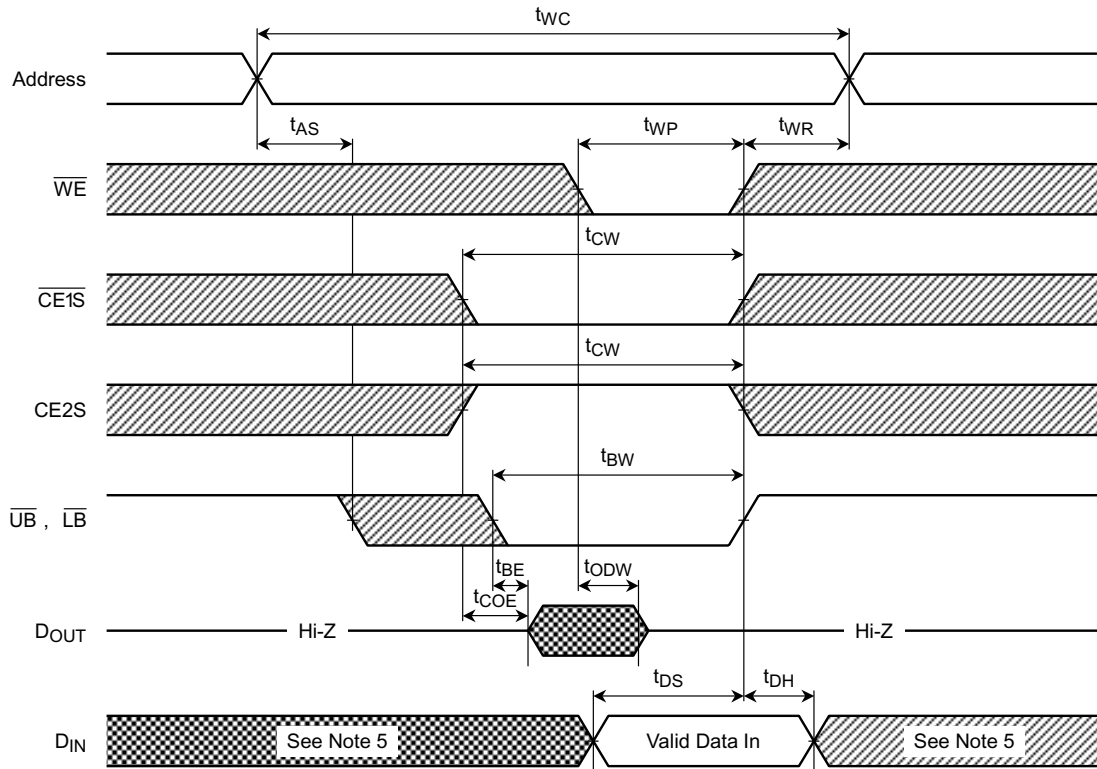 tWC
Address
tAS
tWP
tWR
WE
tCW
CE1S
tCW
CE2S
tBW
UB , LB
tBE
tODW
tCOE
DOUT
Hi-Z
Hi-Z
tDS
tDH
DIN
See Note 5
Valid Data In
See Note 5